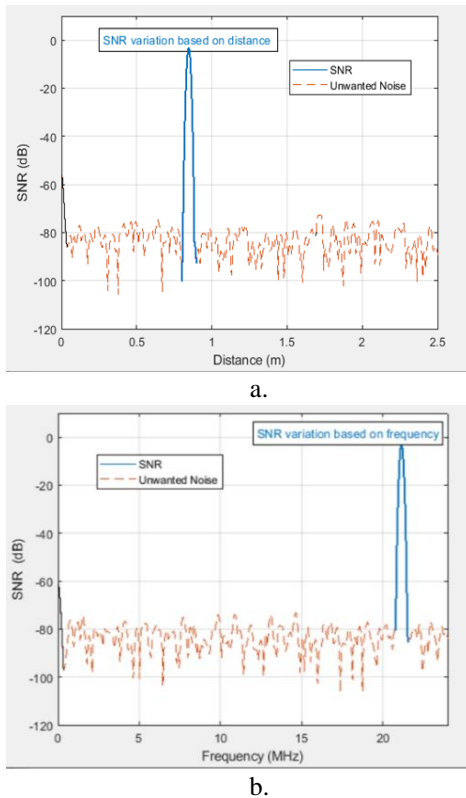 SNR variation based on distance
SNR
Unwanted Noise
0
-20
-40
-60
-80
-100
-120
SNR (dB)
0
0.5
1
1.5
2
2.5
Distance (m)
a.
SNR variation based on frequency
SNR
Unwanted Noise
0
-20
-40
-60
-80
-100
-120
SNR (dB)
0
5
10
15
20
Frequency (MHz)
b.